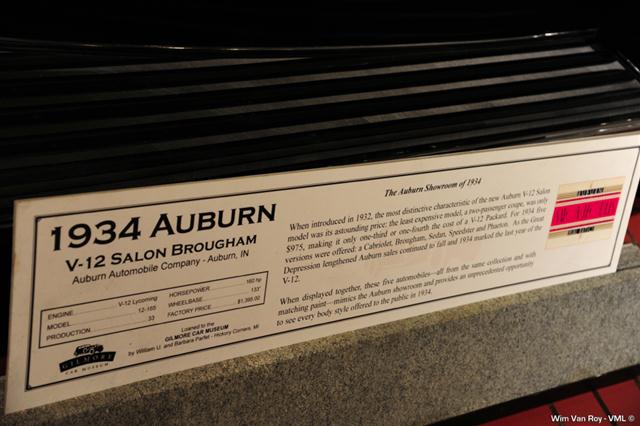 1934 AUBURN
V-12 SALON BROUGHAM
Auburn Automobile Company - Auburn, IN
ENGINE V-12 Lycoming HORSEPOWER 160 hp
MODEL 12-165 WHEELBASE 133"
PRODUCTION 33 FACTORY PRICE $1,395.00
Loaned to the
GILMORE CAR MUSEUM
by William U. and Barbara Parfet - Hickory Corners, MI
GILMORE
CAR MUSEUM
The Auburn Showroom of 1934
When introduced in 1932, the most distinctive characteristic of the new Auburn V-12 Salon
model was its astounding price; the least expensive model, a two-passenger coupe, was only
$975, making it only one-third or one-fourth the cost of a V-12 Packard. For 1934 five
versions were offered: a Cabriolet, Brougham, Sedan, Speedster and Phaeton. As the Great
Depression lengthened Auburn sales continued to fall and 1934 marked the last year of the
V-12.
When displayed together, these five automobiles—all from the same collection and with
matching paint—mimics the Auburn showroom and provides an unprecedented opportunity
to see every body style offered to the public in 1934.
Wim Van Roy - VML ©